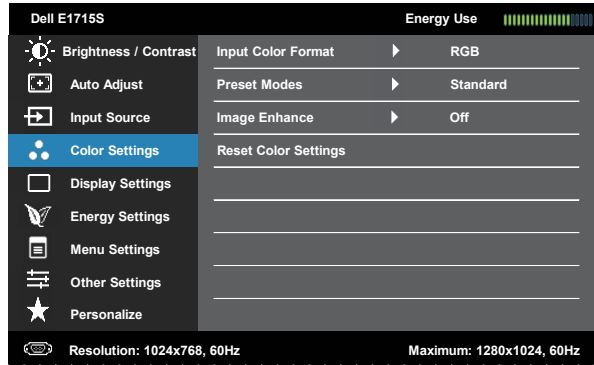 Dell E1715S Energy Use
Brightness / Contrast Input Color Format RGB
Auto Adjust Preset Modes Standard
Input Source Image Enhance Off
Color Settings Reset Color Settings
Display Settings
Energy Settings
Menu Settings
Other Settings
Personalize
Resolution: 1024x768, 60Hz Maximum: 1280x1024, 60Hz